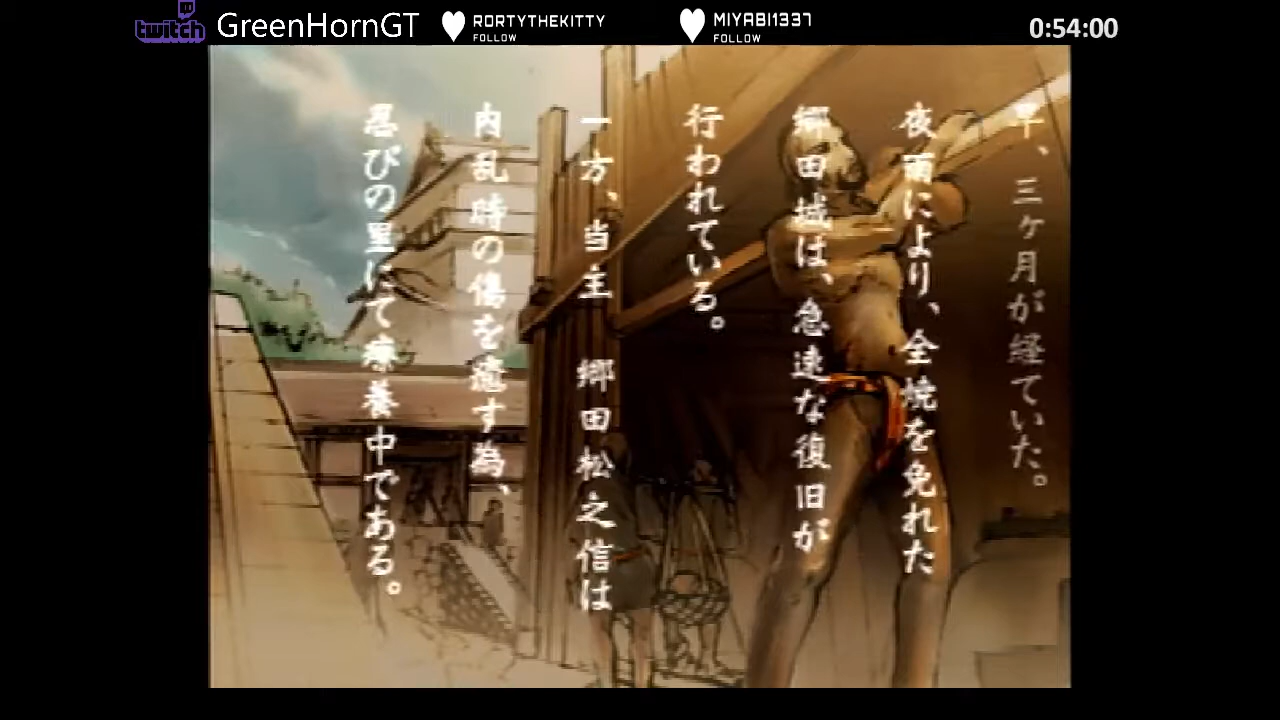 twitch
GreenHornGT
RORTYTHEKITTY
FOLLOW
MIYABI1337
FOLLOW
0:54:00
早、三ヶ月が経ていた。
夜雨により、全焼を免れた
郷田城は、急速な復旧が
行われている。
一方、当主 郷田松之信は
内乱時の傷を癒す為、
忍びの里にて療養中である。